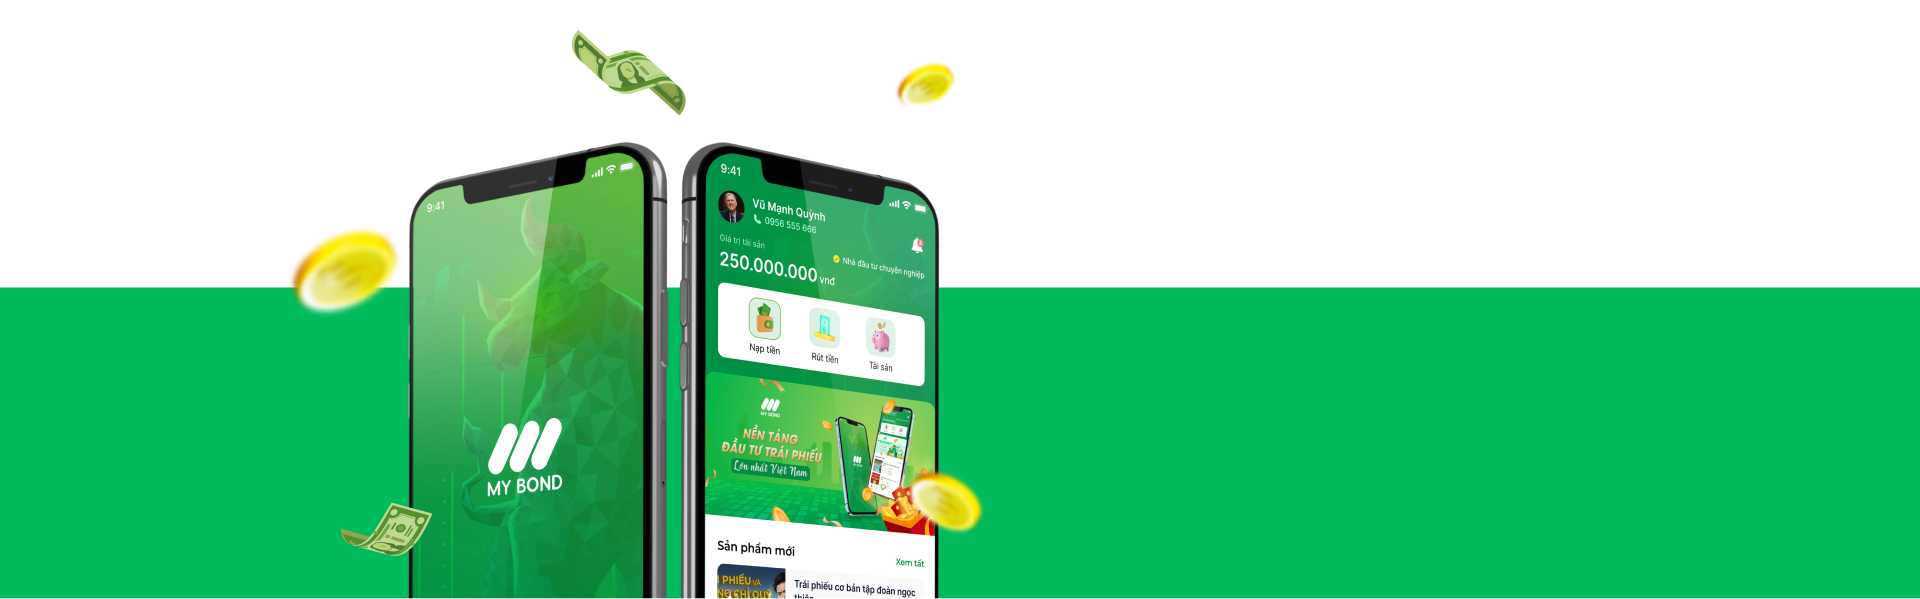 9:41
MY BOND
9:41
Vũ Mạnh Quỳnh
0956 555 666
Giá trị tài sản
250.000.000 vnđ
Nhà đầu tư chuyên nghiệp
Nạp tiền
Rút tiền
Tài sản
MY BOND
NỀN TẢNG
ĐẦU TƯ TRÁI PHIẾU
Lớn nhất Việt Nam
Sản phẩm mới
Xem tất
PHIẾU VÀ
CHỈ QUỸ
Trái phiếu cơ bản tập đoàn ngọc
thiên